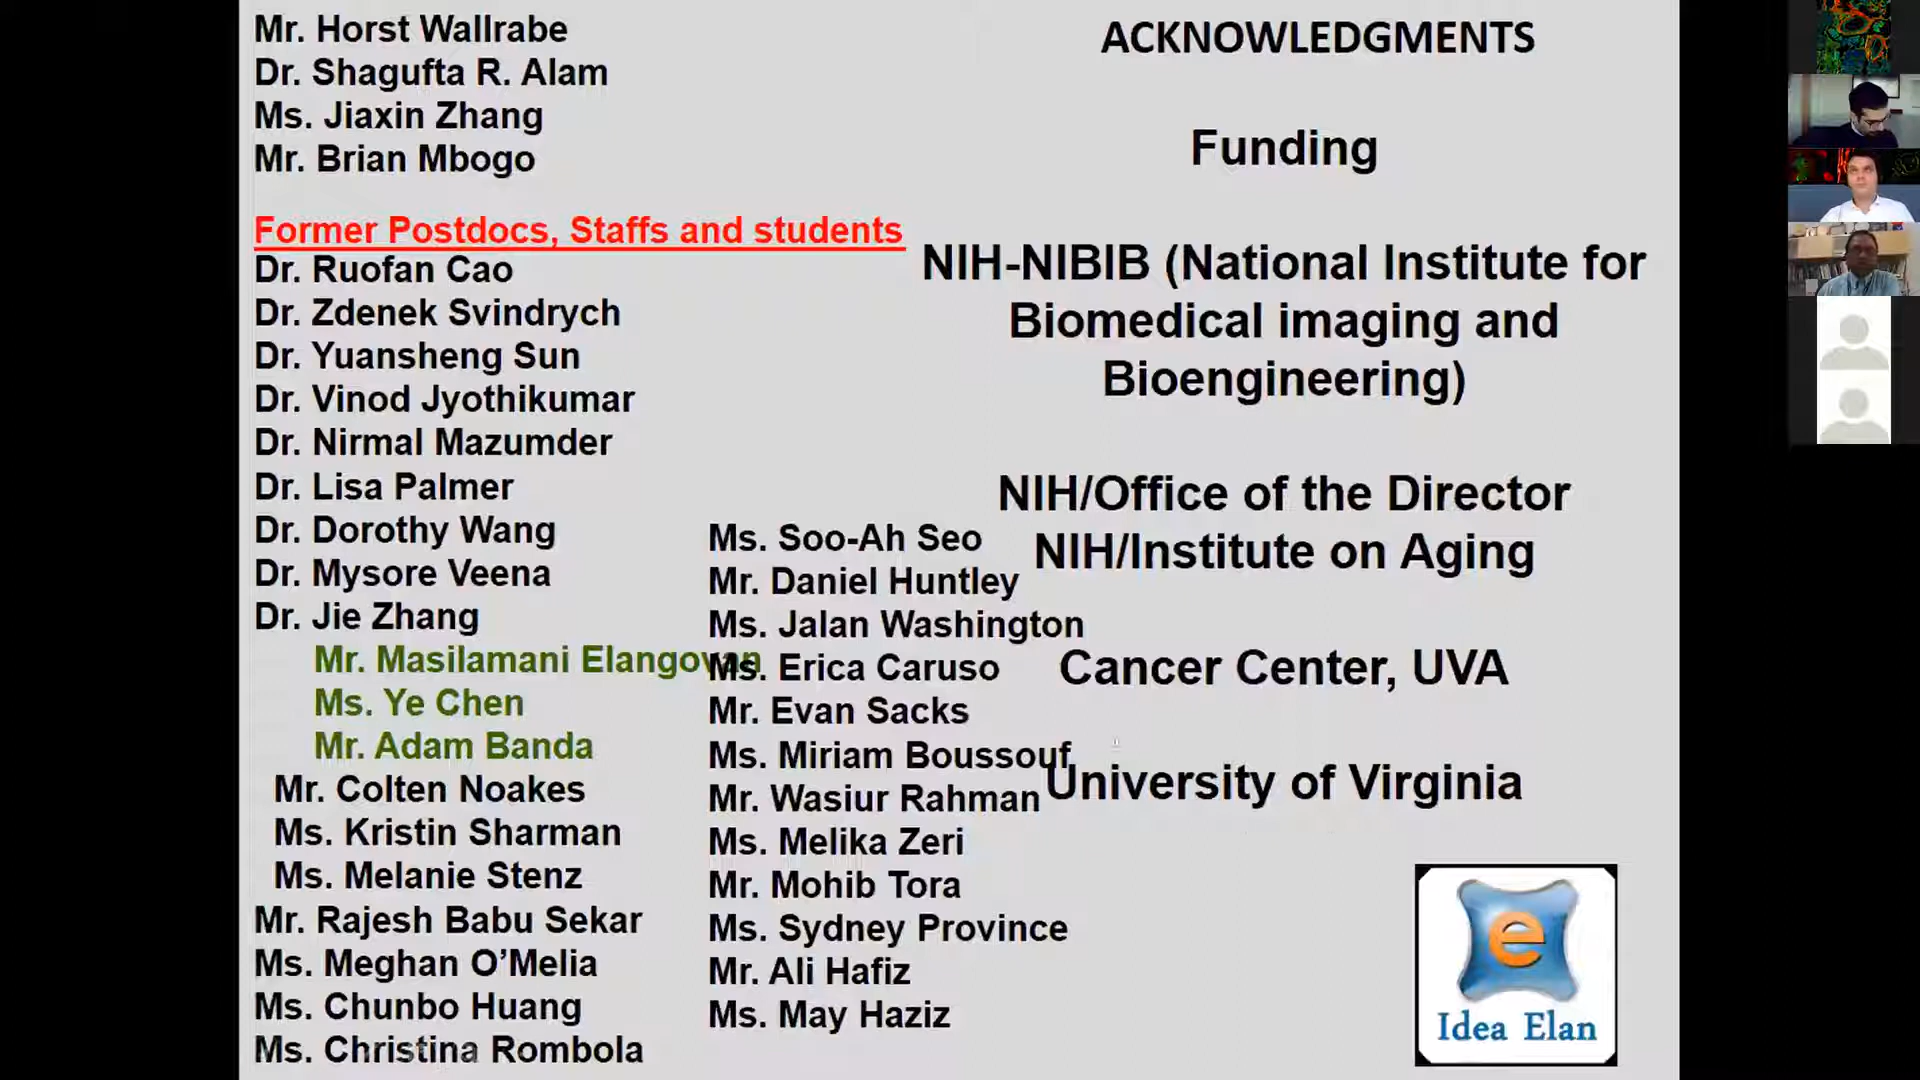 Mr. Horst Wallrabe
Dr. Shagufta R. Alam
Ms. Jiaxin Zhang
Mr. Brian Mbogo
Former Postdocs, Staffs and students
Dr. Ruofan Cao
Dr. Zdenek Svindrych
Dr. Yuansheng Sun
Dr. Vinod Jyothikumar
Dr. Nirmal Mazumder
Dr. Lisa Palmer
Dr. Dorothy Wang
Dr. Mysore Veena
Dr. Jie Zhang
Mr. Masilamani Elangovan
Ms. Ye Chen
Mr. Adam Banda
Mr. Colten Noakes
Ms. Kristin Sharman
Ms. Melanie Stenz
Mr. Rajesh Babu Sekar
Ms. Meghan O’Melia
Ms. Chunbo Huang
Ms. Christina Rombola
Ms. Soo-Ah Seo
Mr. Daniel Huntley
Ms. Jalan Washington
Ms. Erica Caruso
Mr. Evan Sacks
Ms. Miriam Boussouf
Mr. Wasiur Rahman
Ms. Melika Zeri
Mr. Mohib Tora
Ms. Sydney Province
Mr. Ali Hafiz
Ms. May Haziz
ACKNOWLEDGMENTS
Funding
NIH-NIBIB (National Institute for
Biomedical imaging and
Bioengineering)
NIH/Office of the Director
NIH/Institute on Aging
Cancer Center, UVA
University of Virginia
e
Idea Elan